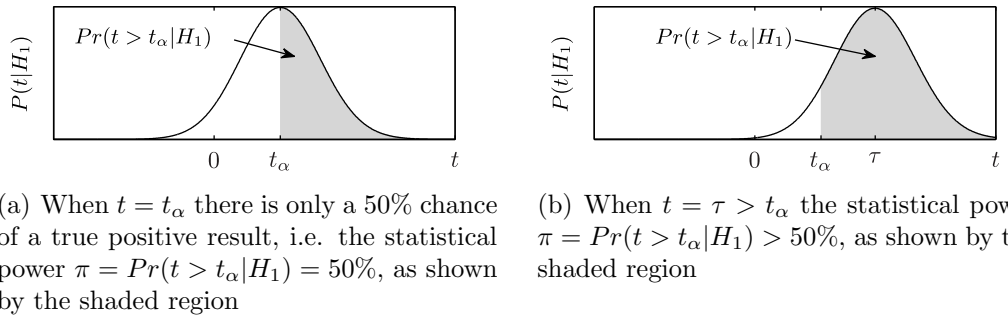 P(t|H₁)
Pr(t > tα|H₁)
0
tα
t
P(t|H₁)
Pr(t > tα|H₁)
0
tα
τ
t
(a) When t = tα there is only a 50% chance
of a true positive result, i.e. the statistical
power π = Pr(t > tα|H₁) = 50%, as shown
by the shaded region
(b) When t = τ > tα the statistical pow
π = Pr(t > tα|H₁) > 50%, as shown by t
shaded region